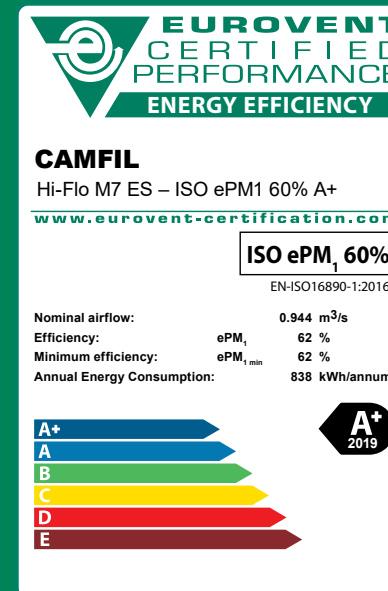 EUROVENT
CERTIFIED
PERFORMANCE
ENERGY EFFICIENCY
CAMFIL
Hi-Flo M7 ES – ISO ePM1 60% A+
www.eurovent-certification.com
ISO ePM1 60%
EN-ISO16890-1:2016
Nominal airflow: 0.944 m3/s
Efficiency: ePM1 62 %
Minimum efficiency: ePM1 min 62 %
Annual Energy Consumption: 838 kWh/annum
A+
A+
2019
A
B
C
D
E